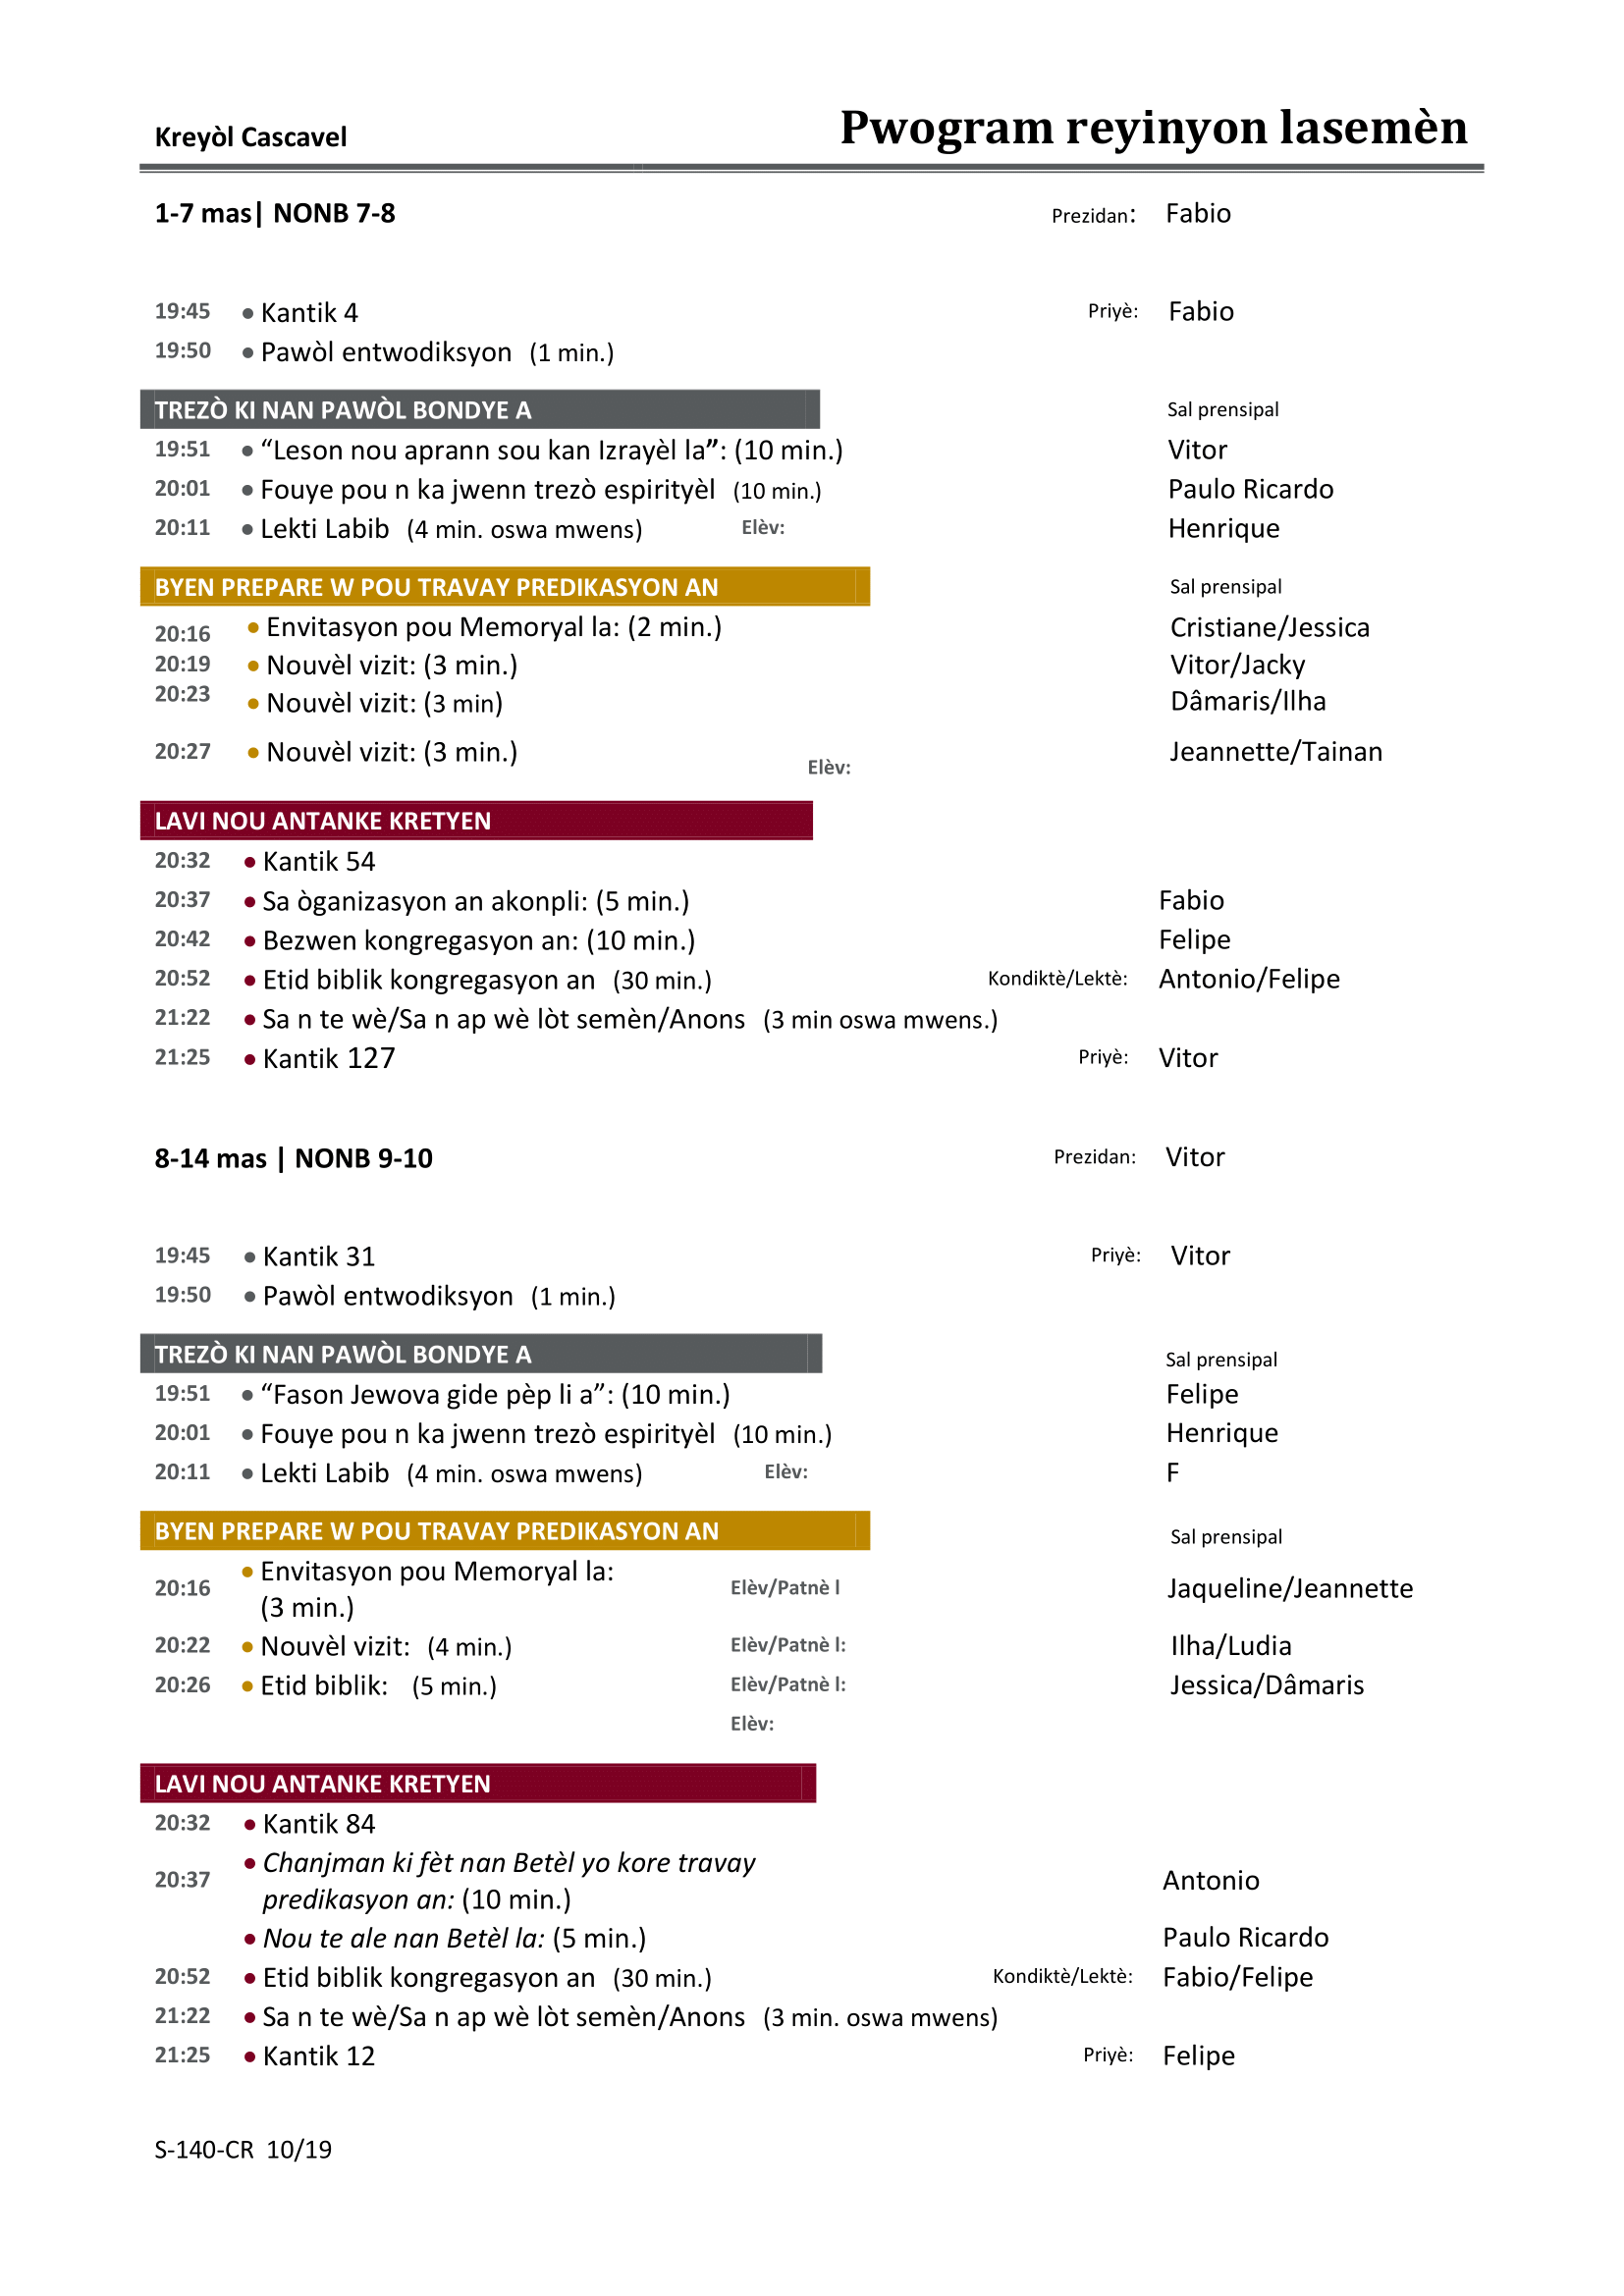 Kreyòl Cascavel Pwogram reyinyon lasemèn
1-7 mas| NONB 7-8 Prezidan: Fabio
19:45 • Kantik 4 Priyè: Fabio
19:50 • Pawòl entwodiksyon (1 min.)
TREZÒ KI NAN PAWÒL BONDYE A Sal prensipal
19:51 • “Leson nou aprann sou kan Izrayèl la”: (10 min.) Vitor
20:01 • Fouye pou n ka jwenn trezò espirityèl (10 min.) Paulo Ricardo
20:11 • Lekti Labib (4 min. oswa mwens) Elèv: Henrique
BYEN PREPARE W POU TRAVAY PREDIKASYON AN Sal prensipal
20:16 • Envitasyon pou Memoryal la: (2 min.) Cristiane/Jessica
20:19 • Nouvèl vizit: (3 min.) Vitor/Jacky
20:23 • Nouvèl vizit: (3 min) Dâmaris/Ilha
20:27 • Nouvèl vizit: (3 min.) Jeannette/Tainan
Elèv:
LAVI NOU ANTANKE KRETYEN
20:32 • Kantik 54
20:37 • Sa òganizasyon an akonpli: (5 min.) Fabio
20:42 • Bezwen kongregasyon an: (10 min.) Felipe
20:52 • Etid biblik kongregasyon an (30 min.) Kondiktè/Lektè: Antonio/Felipe
21:22 • Sa n te wè/Sa n ap wè lòt semèn/Anons (3 min oswa mwens.)
21:25 • Kantik 127 Priyè: Vitor
8-14 mas | NONB 9-10 Prezidan: Vitor
19:45 • Kantik 31 Priyè: Vitor
19:50 • Pawòl entwodiksyon (1 min.)
TREZÒ KI NAN PAWÒL BONDYE A Sal prensipal
19:51 • “Fason Jewova gide pèp li a”: (10 min.) Felipe
20:01 • Fouye pou n ka jwenn trezò espirityèl (10 min.) Henrique
20:11 • Lekti Labib (4 min. oswa mwens) Elèv: F
BYEN PREPARE W POU TRAVAY PREDIKASYON AN Sal prensipal
20:16 • Envitasyon pou Memoryal la: Elèv/Patnè l Jaqueline/Jeannette
(3 min.)
20:22 • Nouvèl vizit: (4 min.) Elèv/Patnè l: Ilha/Ludia
20:26 • Etid biblik: (5 min.) Elèv/Patnè l: Jessica/Dâmaris
Elèv:
LAVI NOU ANTANKE KRETYEN
20:32 • Kantik 84
20:37 • Chanjman ki fèt nan Betèl yo kore travay Antonio
predikasyon an: (10 min.)
• Nou te ale nan Betèl la: (5 min.) Paulo Ricardo
20:52 • Etid biblik kongregasyon an (30 min.) Kondiktè/Lektè: Fabio/Felipe
21:22 • Sa n te wè/Sa n ap wè lòt semèn/Anons (3 min. oswa mwens)
21:25 • Kantik 12 Priyè: Felipe
S-140-CR 10/19